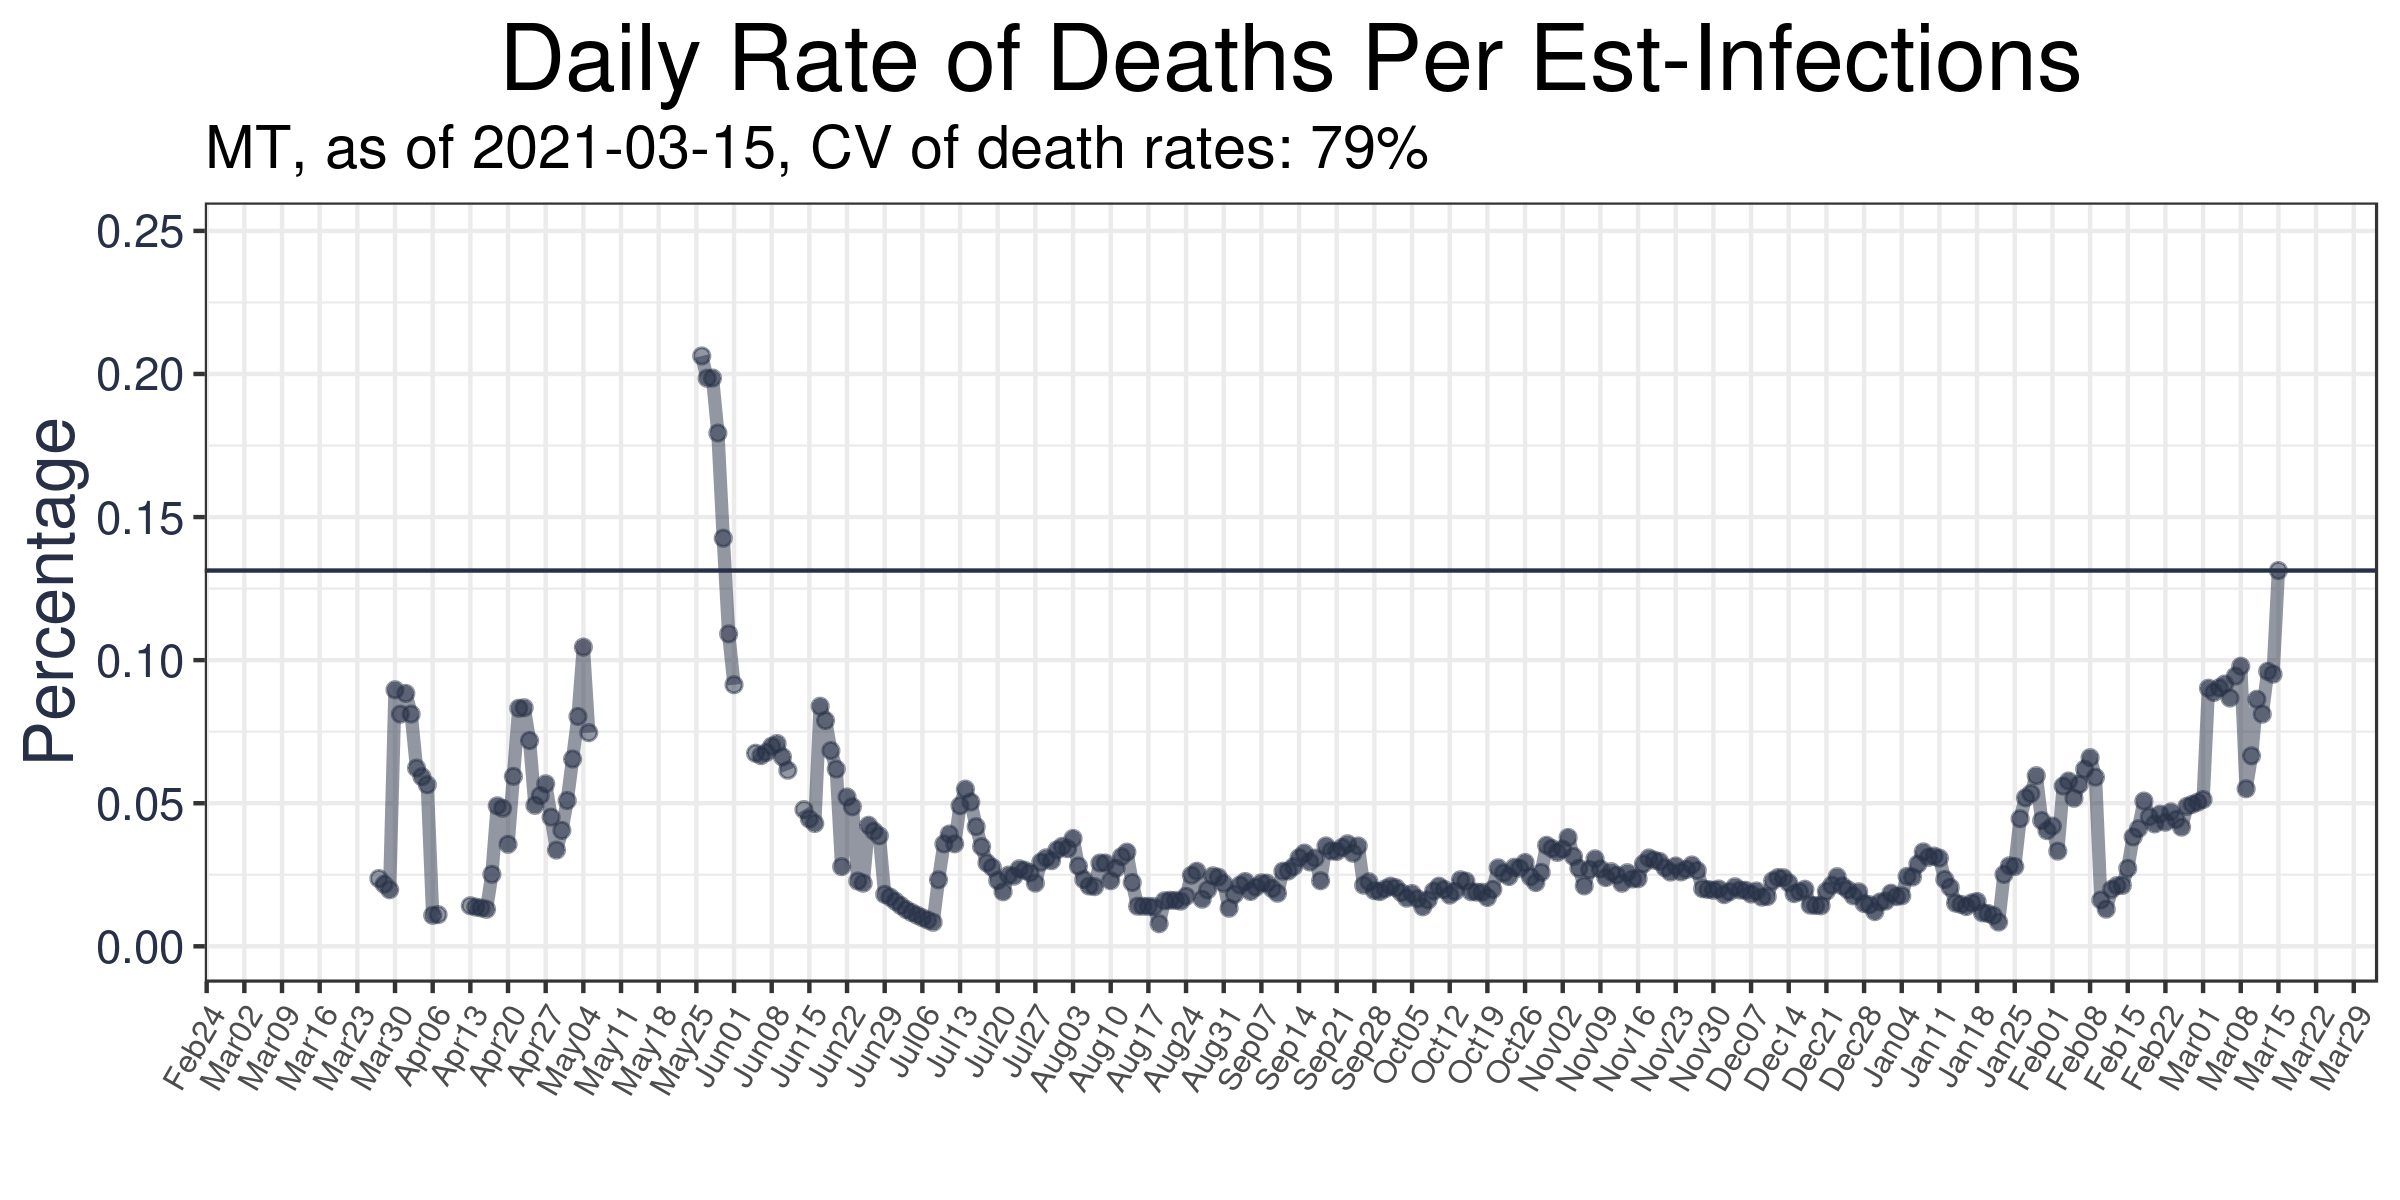 Daily Rate of Deaths Per Est-Infections
MT, as of 2021-03-15, CV of death rates: 79%
Percentage
0.25
0.20
0.15
0.10
0.05
0.00
Feb24
Mar02
Mar09
Mar16
Mar23
Mar30
Apr06
Apr13
Apr20
Apr27
May04
May11
May18
May25
Jun01
Jun08
Jun15
Jun22
Jun29
Jul06
Jul13
Jul20
Jul27
Aug03
Aug10
Aug17
Aug24
Aug31
Sep07
Sep14
Sep21
Sep28
Oct05
Oct12
Oct19
Oct26
Nov02
Nov09
Nov16
Nov23
Nov30
Dec07
Dec14
Dec21
Dec28
Jan04
Jan11
Jan18
Jan25
Feb01
Feb08
Feb15
Feb22
Mar01
Mar08
Mar15
Mar22
Mar29